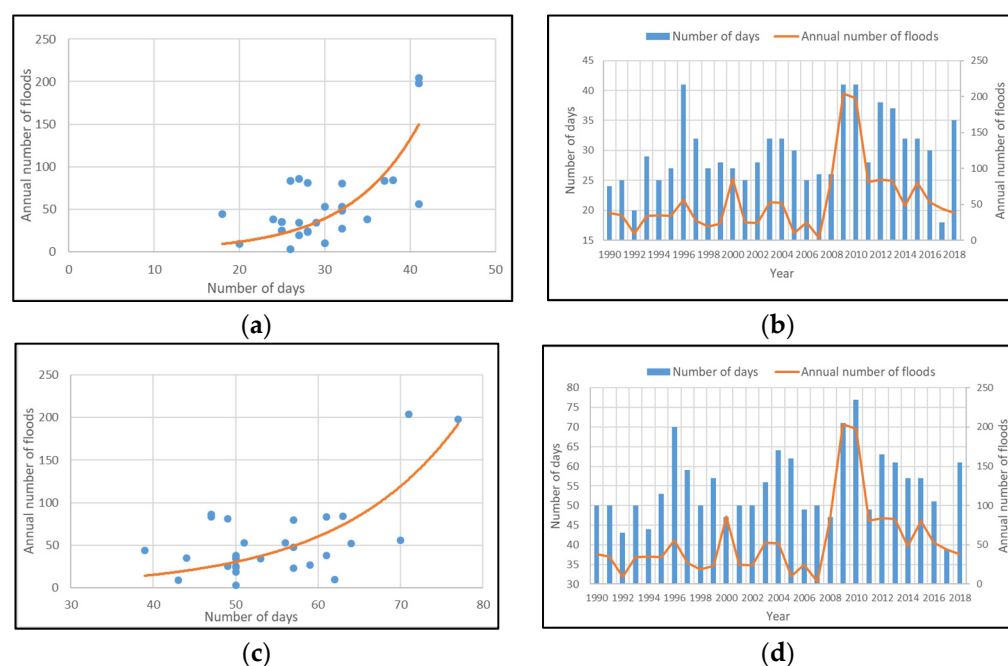 250
200
150
100
50
0
Annual number of floods
0 10 20 30 40 50
Number of days
(a)
Number of days Annual number of floods
45
40
35
30
25
20
15
Number of days
250
200
150
100
50
0
Annual number of floods
1990 1992 1994 1996 1998 2000 2002 2004 2006 2008 2010 2012 2014 2016 2018
Year
(b)
250
200
150
100
50
0
Annual number of floods
30 40 50 60 70 80
Number of days
(c)
Number of days Annual number of floods
80
75
70
65
60
55
50
45
40
35
30
Number of days
250
200
150
100
50
0
Annual number of floods
1990 1992 1994 1996 1998 2000 2002 2004 2006 2008 2010 2012 2014 2016 2018
Year
(d)